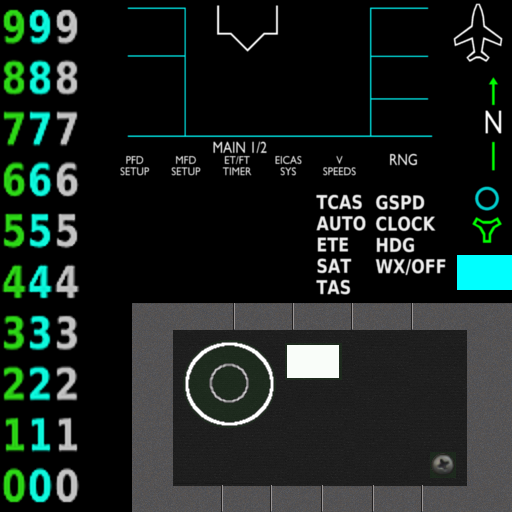 999
888
777
666
555
444
333
222
111
000
MAIN 1/2
PFD SETUP
MFD SETUP
ET/FT TIMER
EICAS SYS
V SPEEDS
RNG
N
TCAS GSPD
AUTO CLOCK
ETE HDG
SAT WX/OFF
TAS